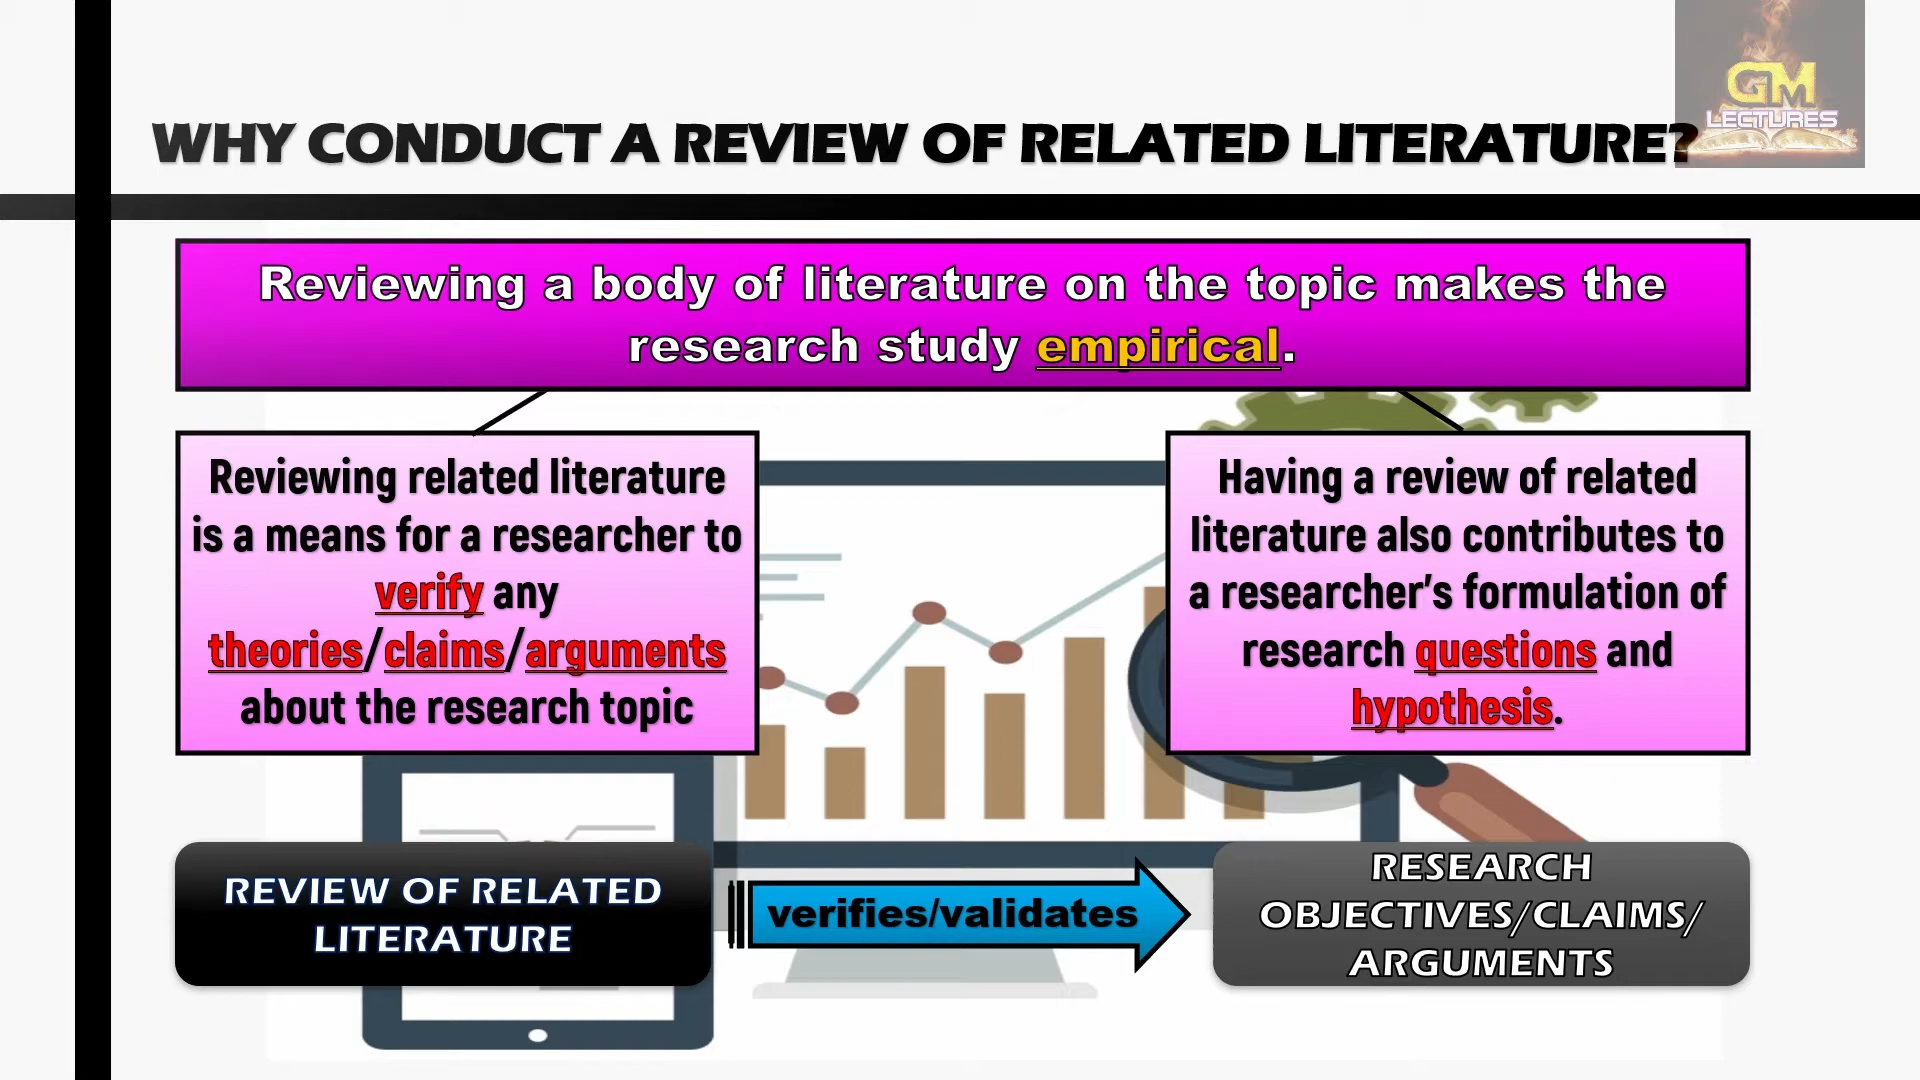 GM
LECTURES
WHY CONDUCT A REVIEW OF RELATED LITERATURE?
Reviewing a body of literature on the topic makes the
research study empirical.
Reviewing related literature
is a means for a researcher to
verify any
theories/claims/arguments
about the research topic
Having a review of related
literature also contributes to
a researcher's formulation of
research questions and
hypothesis.
REVIEW OF RELATED
LITERATURE
verifies/validates
RESEARCH
OBJECTIVES/CLAIMS/
ARGUMENTS